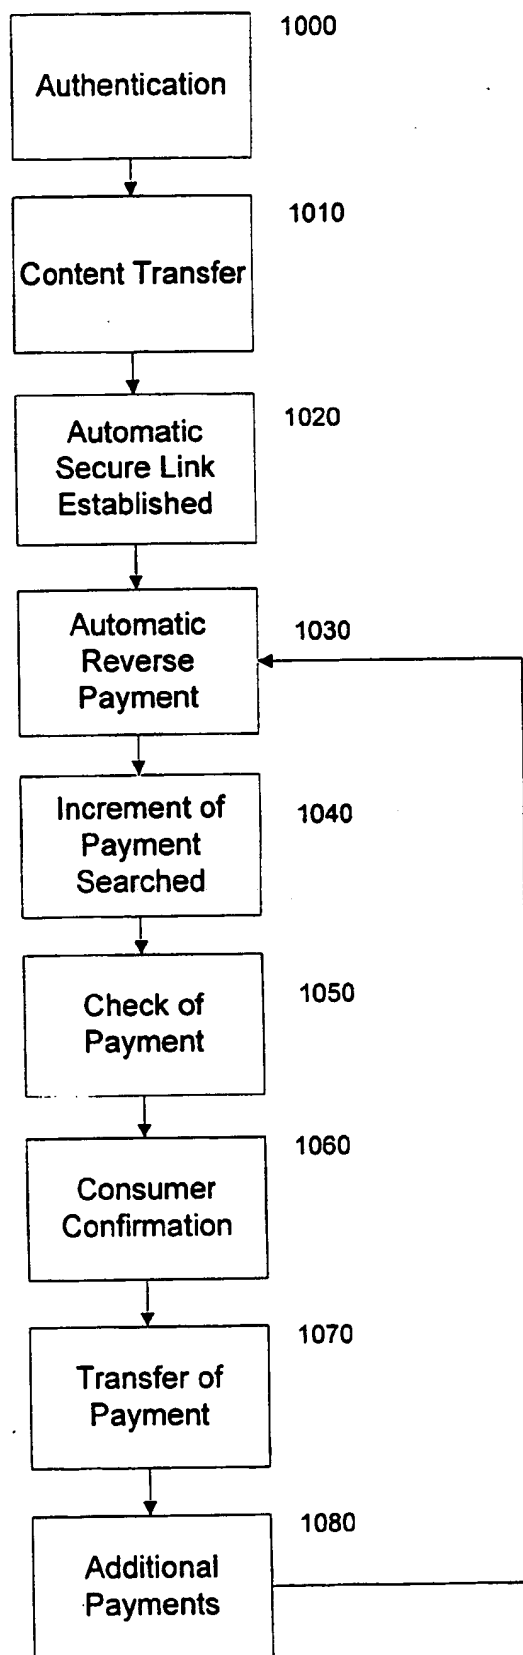 1000
Authentication
1010
Content Transfer
1020
Automatic
Secure Link
Established
1030
Automatic
Reverse
Payment
1040
Increment of
Payment
Searched
1050
Check of
Payment
1060
Consumer
Confirmation
1070
Transfer of
Payment
1080
Additional
Payments